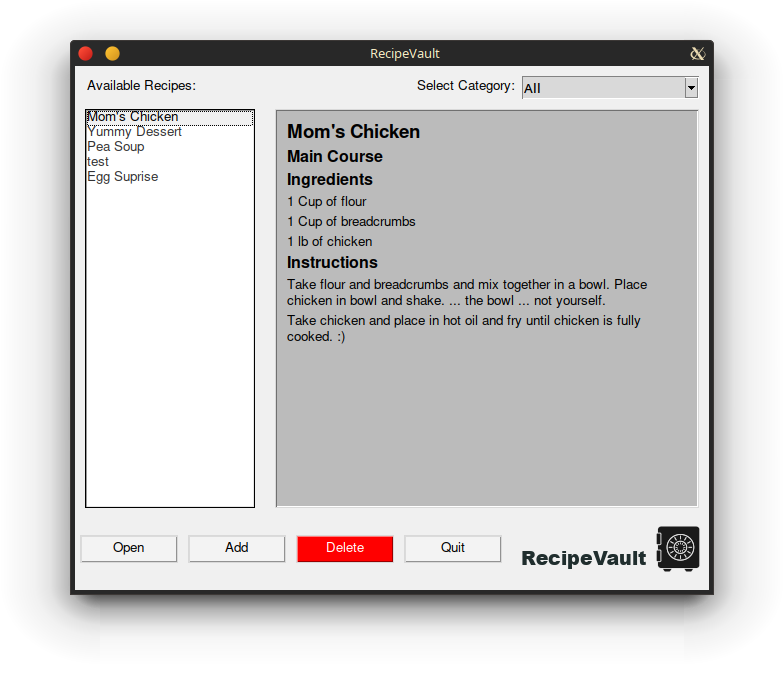 RecipeVault
Available Recipes:
Select Category:
All
Mom's Chicken
Yummy Dessert
Pea Soup
test
Egg Suprise
Mom's Chicken
Main Course
Ingredients
1 Cup of flour
1 Cup of breadcrumbs
1 lb of chicken
Instructions
Take flour and breadcrumbs and mix together in a bowl. Place
chicken in bowl and shake. ... the bowl ... not yourself.
Take chicken and place in hot oil and fry until chicken is fully
cooked. :)
Open
Add
Delete
Quit
RecipeVault